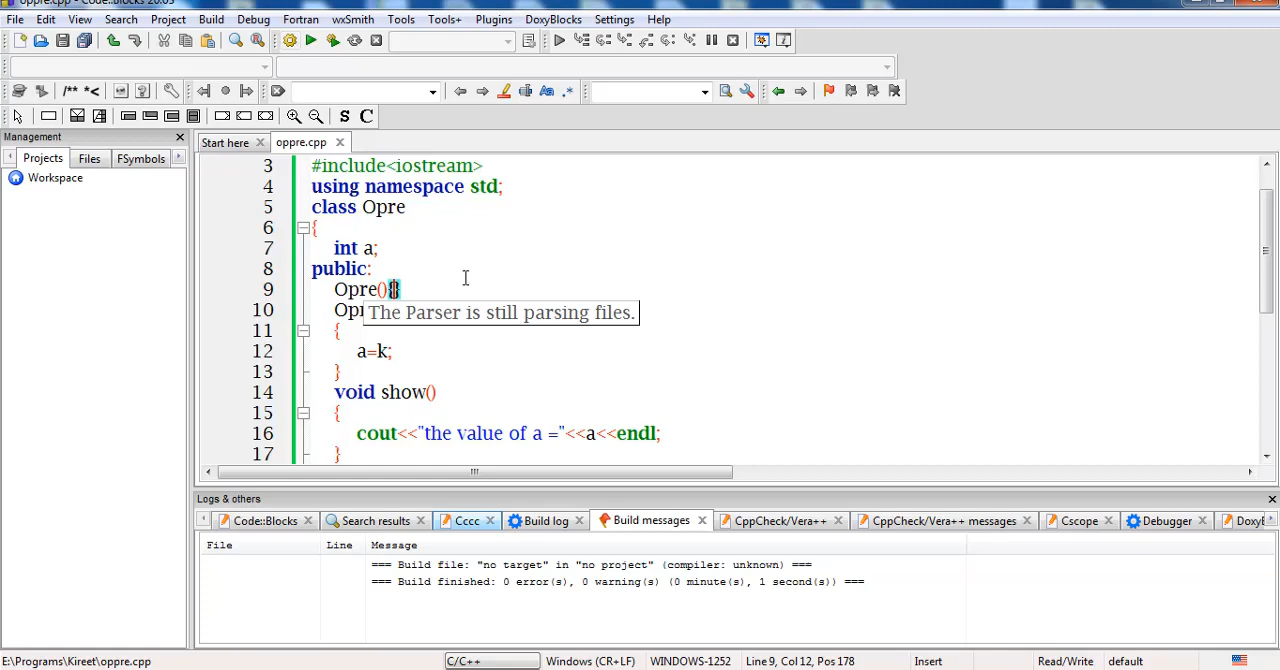 oppre.cpp - Code::Blocks 20.03
File Edit View Search Project Build Debug Fortran wxSmith Tools Tools+ Plugins DoxyBlocks Settings Help
/** *<
S C
Management
Projects Files FSymbols
Workspace
Start here oppre.cpp
3 #include<iostream>
4 using namespace std;
5 class Opre
6 {
7 int a;
8 public:
9 Opre(){}
10 Opr
The Parser is still parsing files.
11 {
12 a=k;
13 }
14 void show()
15 {
16 cout<<"the value of a ="<<a<<endl;
17 }
Logs & others
Code::Blocks Search results Cccc Build log Build messages CppCheck/Vera++ CppCheck/Vera++ messages Cscope Debugger DoxyB
File Line Message
=== Build file: "no target" in "no project" (compiler: unknown) ===
=== Build finished: 0 error(s), 0 warning(s) (0 minute(s), 1 second(s)) ===
E:\Programs\Kireet\oppre.cpp C/C++ Windows (CR+LF) WINDOWS-1252 Line 9, Col 12, Pos 178 Insert Read/Write default